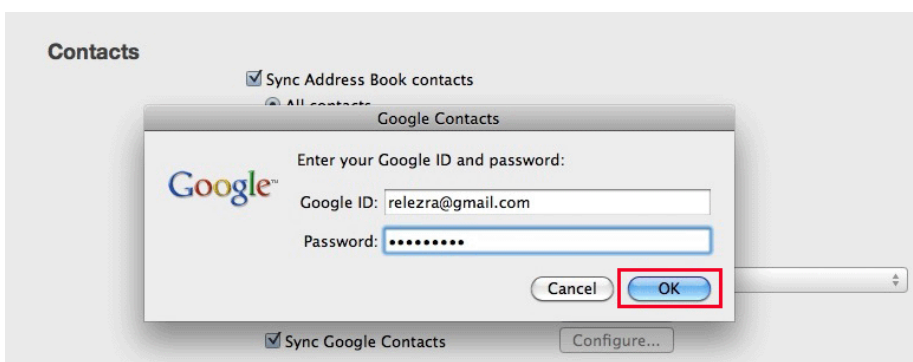 Contacts
Sync Address Book contacts
All contacts
Google Contacts
Enter your Google ID and password:
Google™
Google ID: relezra@gmail.com
Password: •••••••••
Cancel OK
Sync Google Contacts Configure...